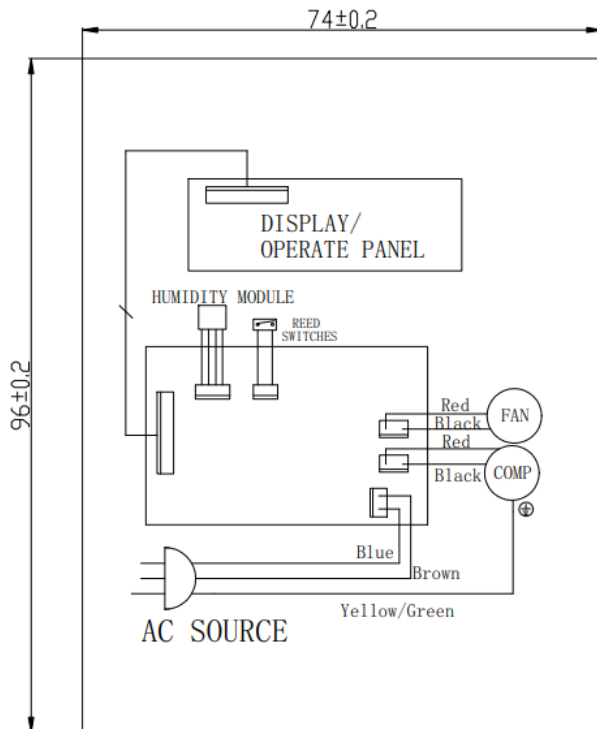 74±0.2
96±0.2
DISPLAY/
OPERATE PANEL
HUMIDITY MODULE
REED
SWITCHES
Red
Black
FAN
Red
Black
COMP
Blue
Brown
Yellow/Green
AC SOURCE